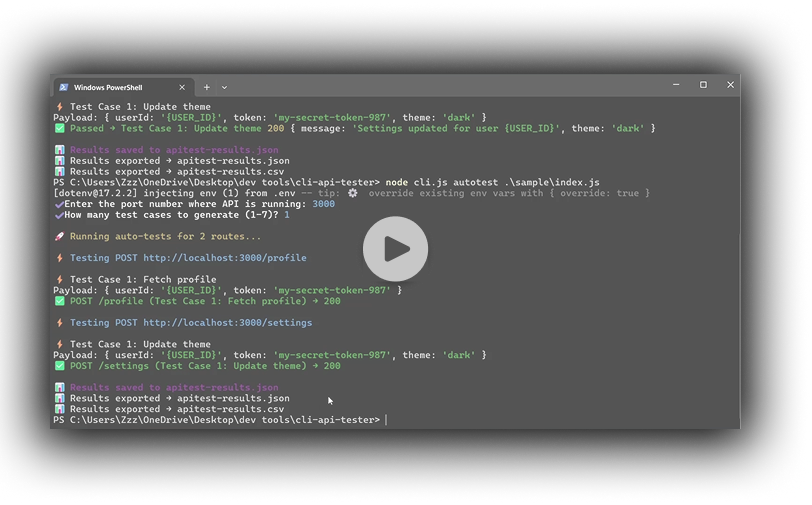 Windows PowerShell
Test Case 1: Update theme
Payload: { userId: '{USER_ID}', token: 'my-secret-token-987', theme: 'dark' }
✅ Passed → Test Case 1: Update theme 200 { message: 'Settings updated for user {USER_ID}', theme: 'dark' }
📊 Results saved to apitest-results.json
📊 Results exported → apitest-results.json
📊 Results exported → apitest-results.csv
PS C:\Users\Zzz\OneDrive\Desktop\dev tools\cli-api-tester> node cli.js autotest .\sample\index.js
[dotenv@17.2.2] injecting env (1) from .env -- tip: ⚙️ override existing env vars with { override: true }
✔Enter the port number where API is running: 3000
✔How many test cases to generate (1-7)? 1
🚀 Running auto-tests for 2 routes...
⚡ Testing POST http://localhost:3000/profile
⚡ Test Case 1: Fetch profile
Payload: { userId: '{USER_ID}', token: 'my-secret-token-987' }
✅ POST /profile (Test Case 1: Fetch profile) → 200
⚡ Testing POST http://localhost:3000/settings
⚡ Test Case 1: Update theme
Payload: { userId: '{USER_ID}', token: 'my-secret-token-987', theme: 'dark' }
✅ POST /settings (Test Case 1: Update theme) → 200
📊 Results saved to apitest-results.json
📊 Results exported → apitest-results.json
📊 Results exported → apitest-results.csv
PS C:\Users\Zzz\OneDrive\Desktop\dev tools\cli-api-tester>